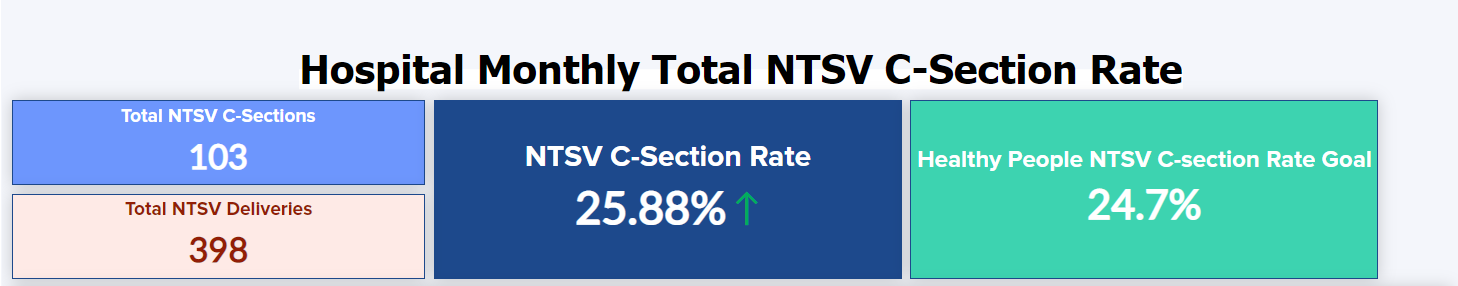 Hospital Monthly Total NTSV C-Section Rate
Total NTSV C-Sections
103
Total NTSV Deliveries
398
NTSV C-Section Rate
25.88% ↑
Healthy People NTSV C-section Rate Goal
24.7%